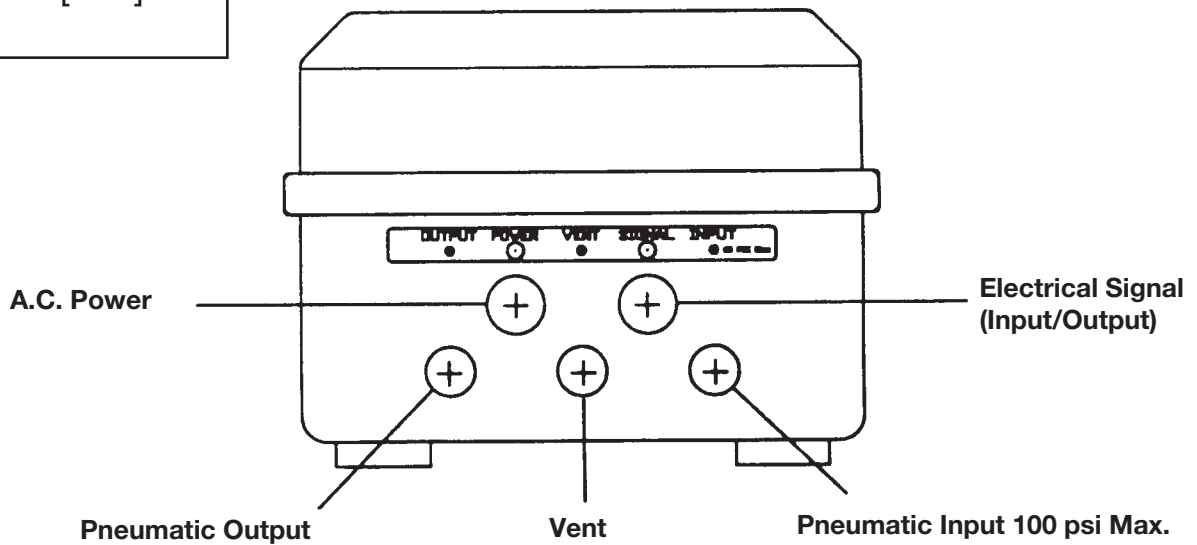 OUTPUT POWER VENT SIGNAL INPUT
A.C. Power
Electrical Signal
(Input/Output)
Pneumatic Output
Vent
Pneumatic Input 100 psi Max.